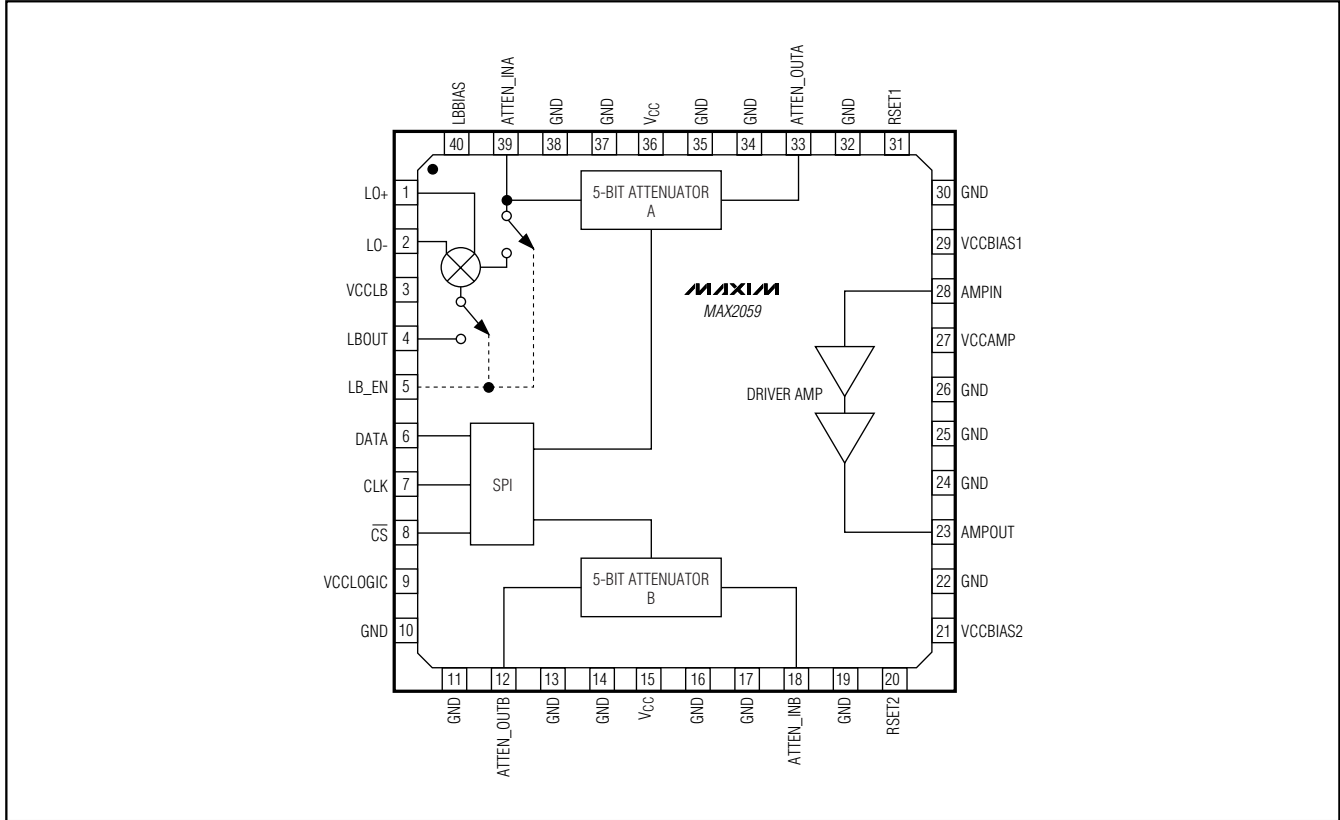 LBBIAS
ATTEN_INA
GND
GND
VCC
GND
GND
ATTEN_OUTA
GND
RSET1
40 39 38 37 36 35 34 33 32 31
LO+ 1
LO- 2
VCCLB 3
LBOUT 4
LB_EN 5
DATA 6
CLK 7
CS 8
VCCLOGIC 9
GND 10
5-BIT ATTENUATOR
A
MAXIM
MAX2059
DRIVER AMP
SPI
5-BIT ATTENUATOR
B
30 GND
29 VCCBIAS1
28 AMPIN
27 VCCAMP
26 GND
25 GND
24 GND
23 AMPOUT
22 GND
21 VCCBIAS2
11 12 13 14 15 16 17 18 19 20
GND
ATTEN_OUTB
GND
GND
VCC
GND
GND
ATTEN_INB
GND
RSET2